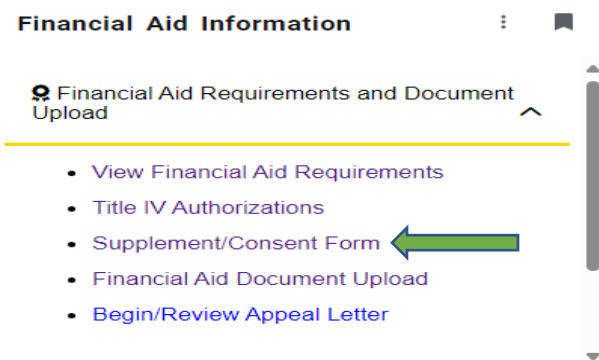 Financial Aid Information
Financial Aid Requirements and Document
Upload
View Financial Aid Requirements
Title IV Authorizations
Supplement/Consent Form
Financial Aid Document Upload
Begin/Review Appeal Letter